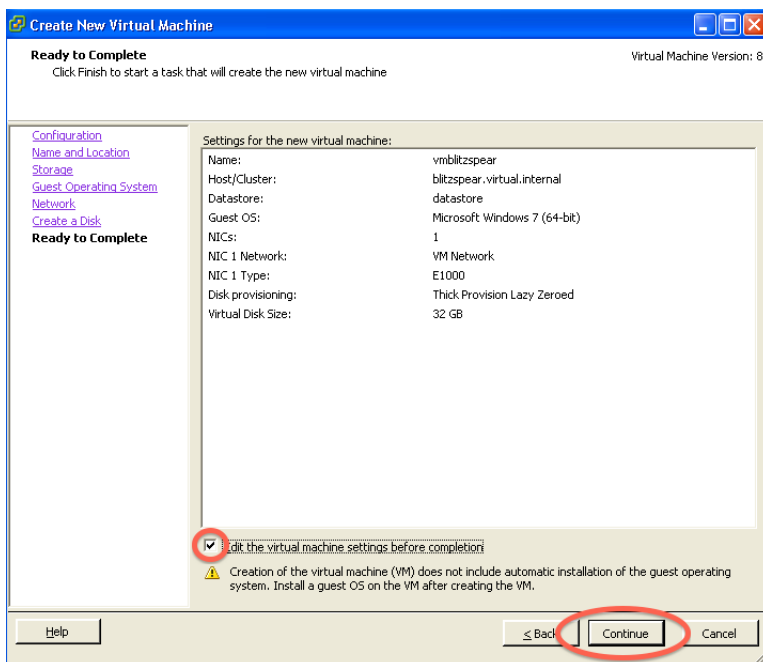 Create New Virtual Machine
Ready to Complete
Click Finish to start a task that will create the new virtual machine
Virtual Machine Version: 8
Configuration
Name and Location
Storage
Guest Operating System
Network
Create a Disk
Ready to Complete
Settings for the new virtual machine:
Name: vmblitzspear
Host/Cluster: blitzspear.virtual.internal
Datastore: datastore
Guest OS: Microsoft Windows 7 (64-bit)
NICs: 1
NIC 1 Network: VM Network
NIC 1 Type: E1000
Disk provisioning: Thick Provision Lazy Zeroed
Virtual Disk Size: 32 GB
Edit the virtual machine settings before completion
Creation of the virtual machine (VM) does not include automatic installation of the guest operating
system. Install a guest OS on the VM after creating the VM.
Help
< Back
Continue
Cancel